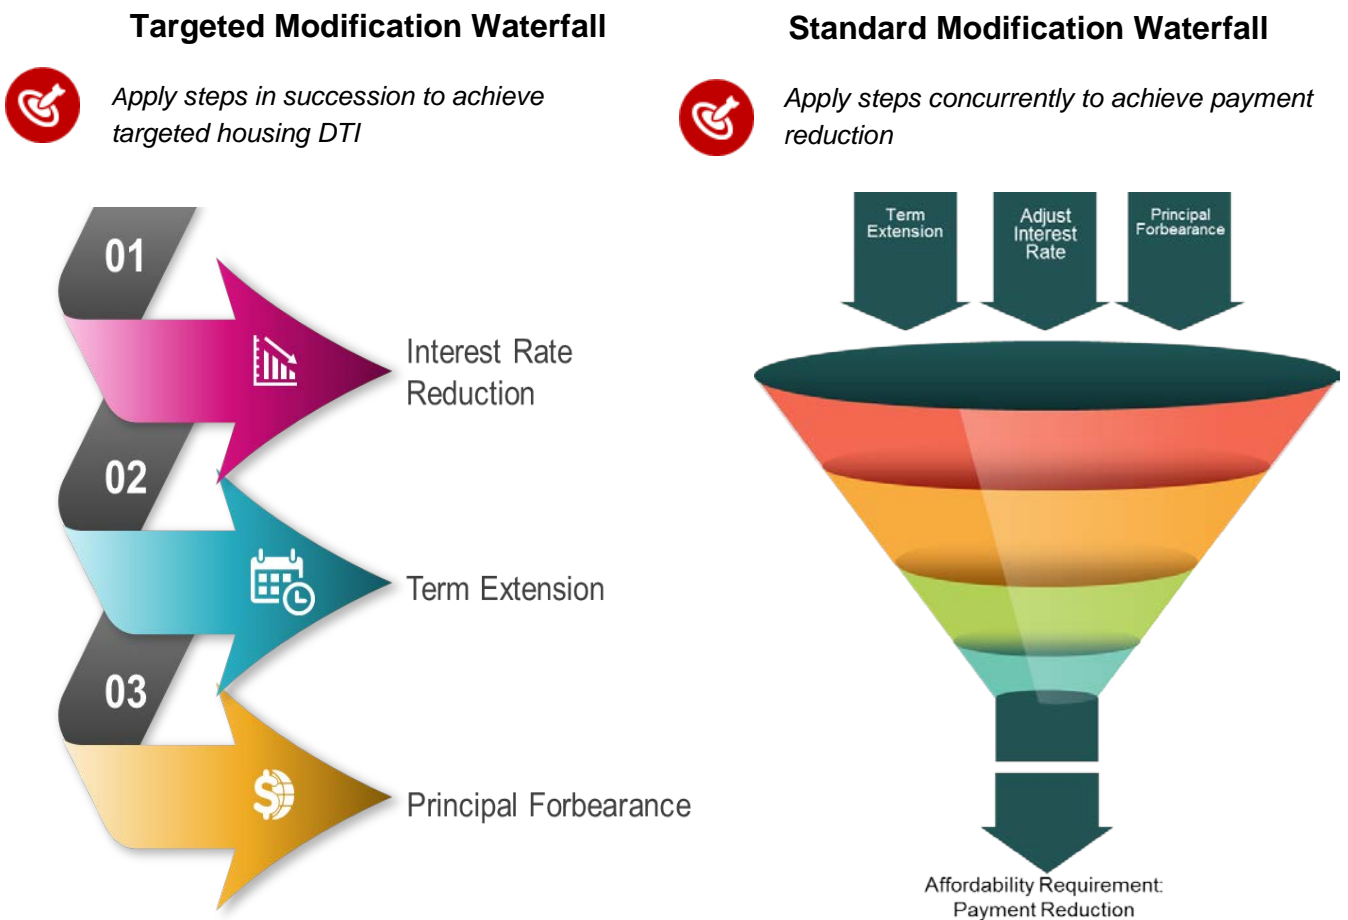 Targeted Modification Waterfall
Apply steps in succession to achieve
targeted housing DTI
01
Interest Rate
Reduction
02
Term Extension
03
Principal Forbearance
Standard Modification Waterfall
Apply steps concurrently to achieve payment
reduction
Term
Extension
Adjust
Interest
Rate
Principal
Forbearance
Affordability Requirement:
Payment Reduction